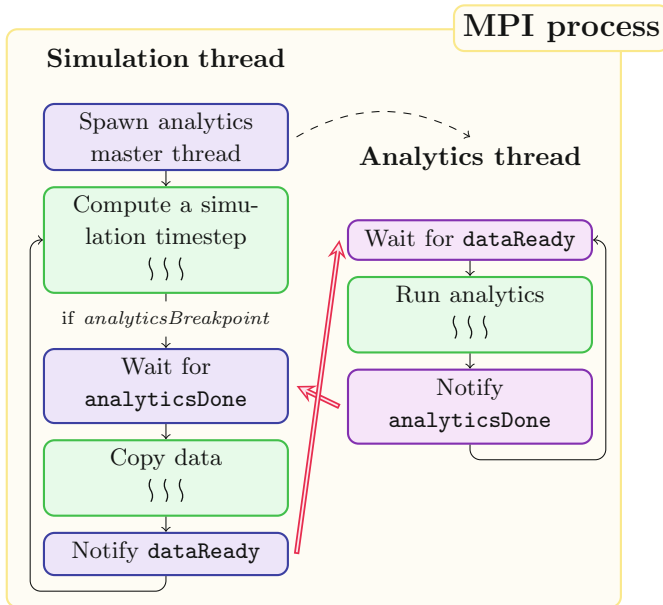 MPI process
Simulation thread
Spawn analytics
master thread
Analytics thread
Compute a simu-
lation timestep
if analyticsBreakpoint
Wait for
analyticsDone
Copy data
Notify dataReady
Wait for dataReady
Run analytics
Notify
analyticsDone